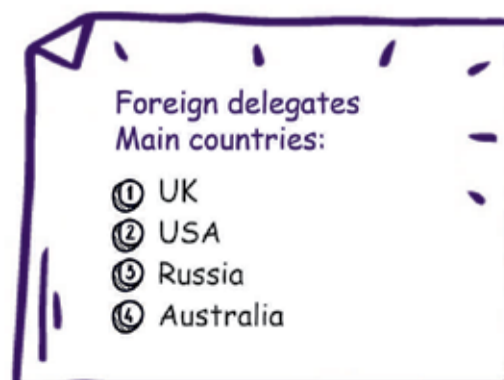 Foreign delegates
Main countries:
1 UK
2 USA
3 Russia
4 Australia